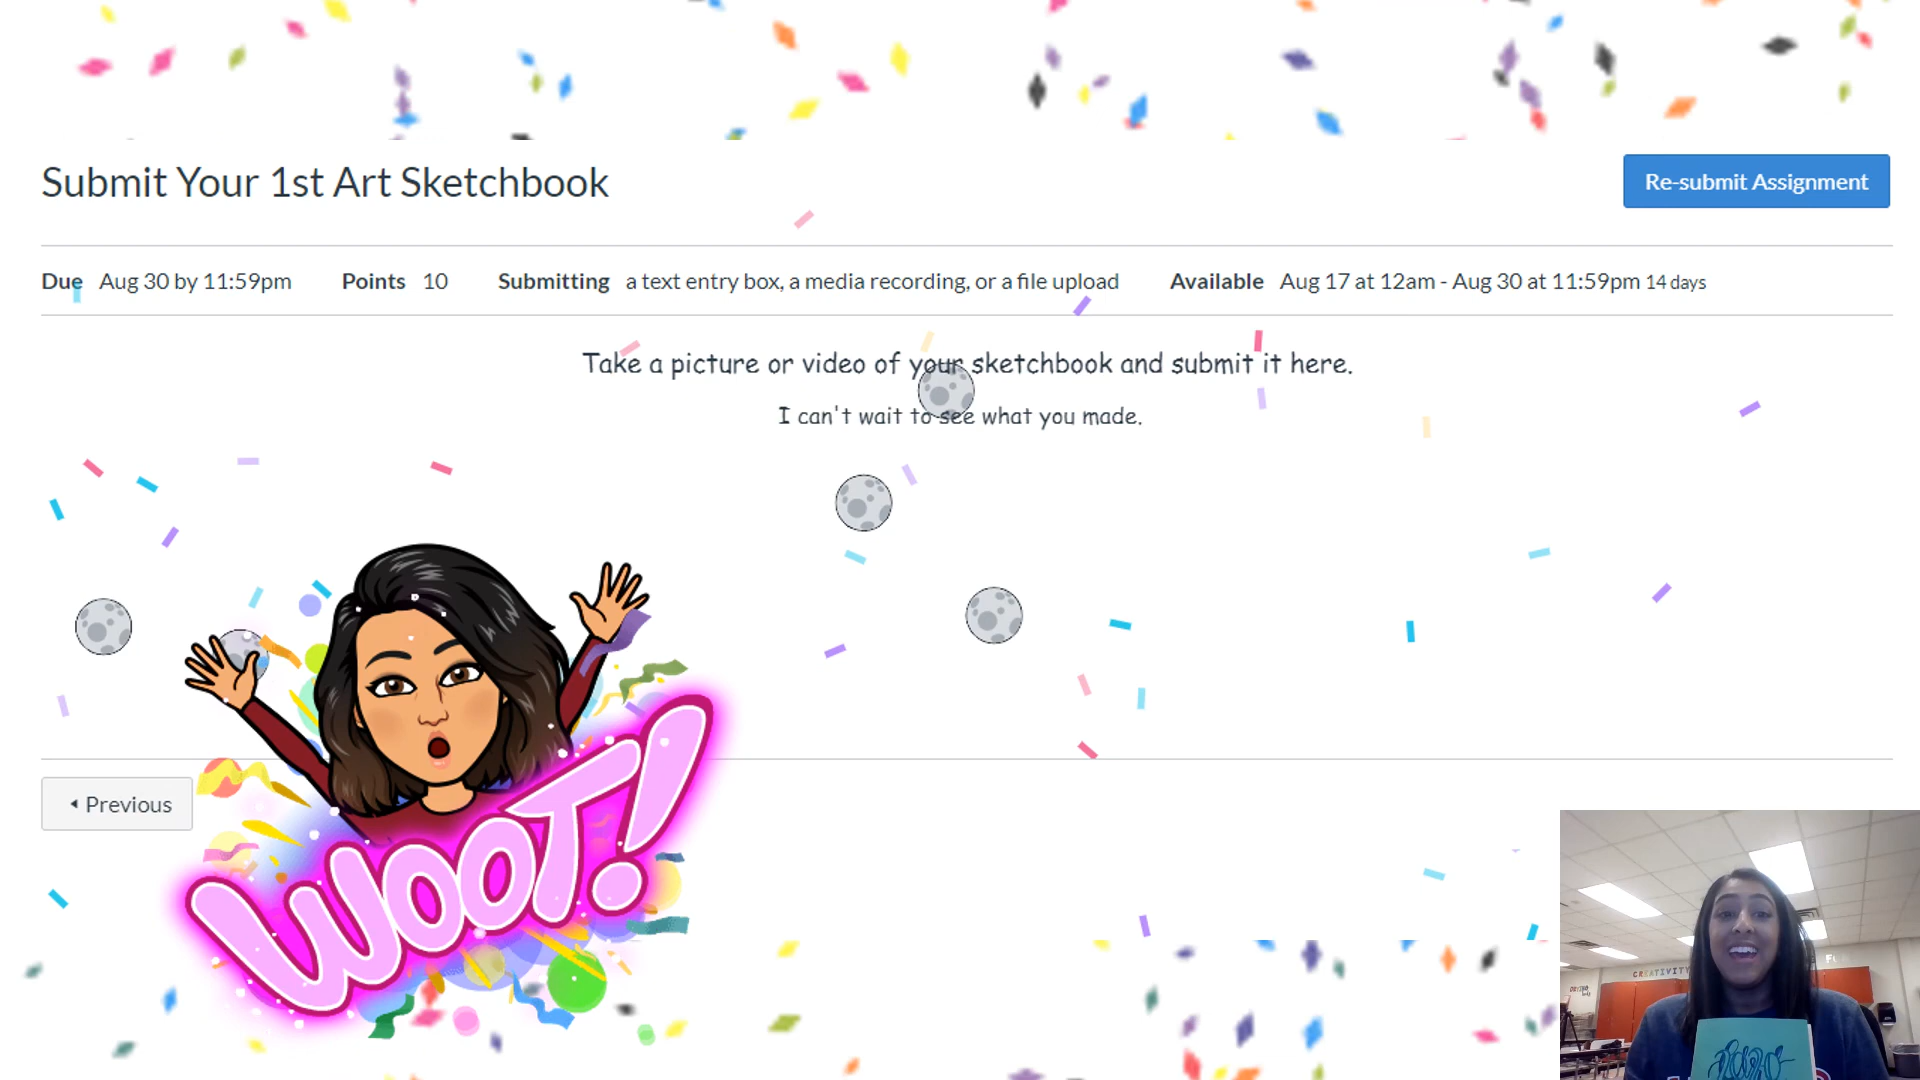 Submit Your 1st Art Sketchbook
Re-submit Assignment
Due Aug 30 by 11:59pm Points 10 Submitting a text entry box, a media recording, or a file upload Available Aug 17 at 12am - Aug 30 at 11:59pm 14 days
Take a picture or video of your sketchbook and submit it here.
I can't wait to see what you made.
Previous
WOOT!
CREATIVITY